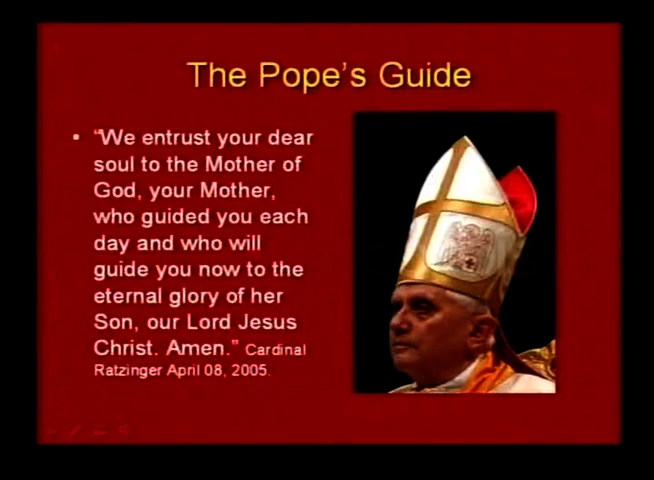 The Pope's Guide
• "We entrust your dear
soul to the Mother of
God, your Mother,
who guided you each
day and who will
guide you now to the
eternal glory of her
Son, our Lord Jesus
Christ. Amen." Cardinal
Ratzinger April 08, 2005.